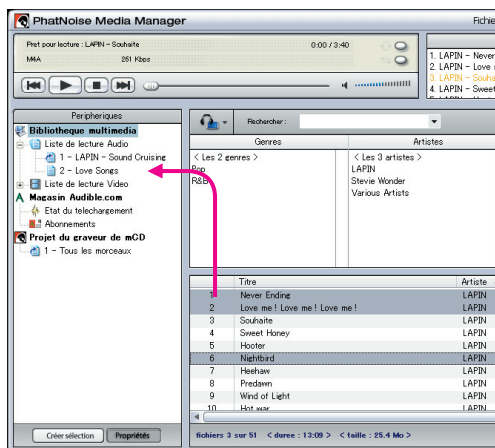 PhatNoise Media Manager
Fichie
Pret pour lecture : LAPIN - Souhaite
0:00 / 3:40
M4A
261 Kbps
1. LAPIN - Never
2. LAPIN - Love
3. LAPIN - Souha
4. LAPIN - Sweet
Peripheriques
Bibliotheque multimedia
Liste de lecture Audio
1 - LAPIN - Sound Cruising
2 - Love Songs
Liste de lecture Video
Magasin Audible.com
Etat du telechargement
Abonnements
Projet du graveur de mCD
1 - Tous les morceaux
Créer sélection
Propriétés
Rechercher :
Genres
< Les 2 genres >
Pop
R&B
Artistes
< Les 3 artistes >
LAPIN
Stevie Wonder
Various Artists
Titre
Artiste
1 Never Ending LAPIN
2 Love me ! Love me ! Love me ! LAPIN
3 Souhaite LAPIN
4 Sweet Honey LAPIN
5 Hooter LAPIN
6 Nightbird LAPIN
7 Heehaw LAPIN
8 Predawn LAPIN
9 Wind of Light LAPIN
10 Hot war LAPIN
fichiers 3 sur 51 < duree : 13:09 > < taille : 25.4 Mo >